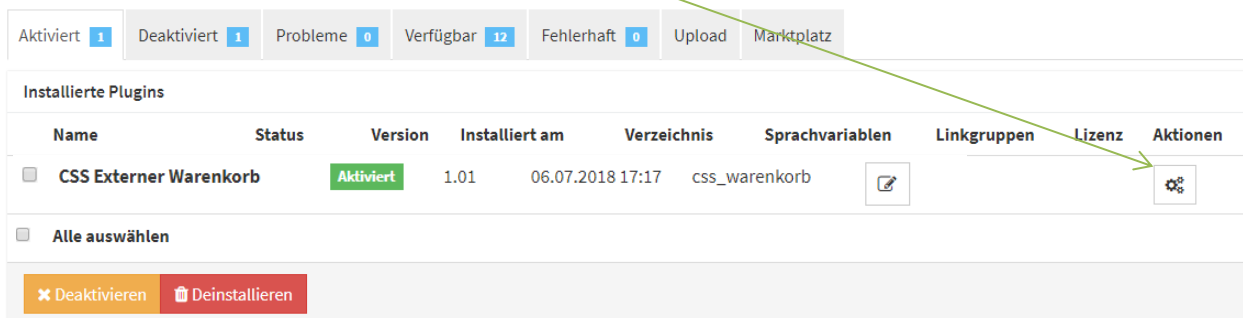 Aktiviert 1 Deaktiviert 1 Probleme 0 Verfügbar 12 Fehlerhaft 0 Upload Marktplatz
Installierte Plugins
Name Status Version Installiert am Verzeichnis Sprachvariablen Linkgruppen Lizenz Aktionen
CSS Externer Warenkorb Aktiviert 1.01 06.07.2018 17:17 css_warenkorb
Alle auswählen
Deaktivieren Deinstallieren